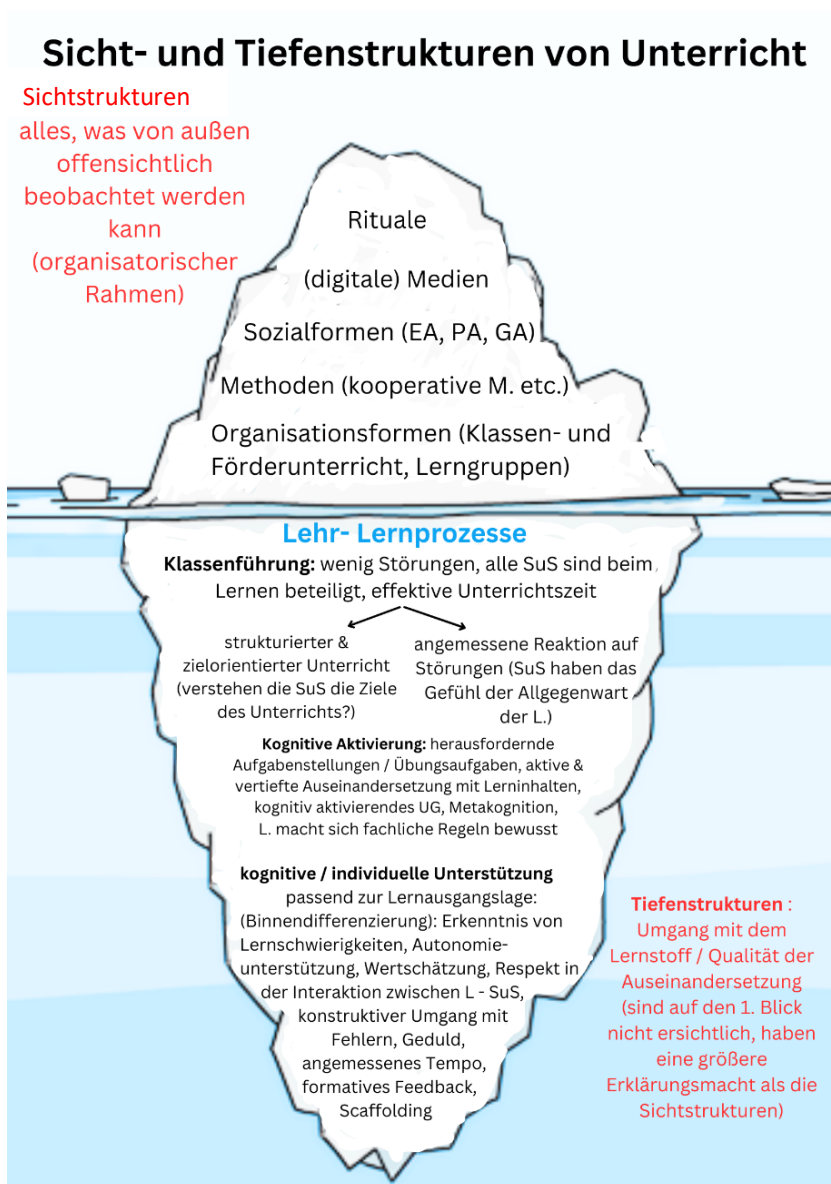 Sicht- und Tiefenstrukturen von Unterricht
Sichtstrukturen
alles, was von außen
offensichtlich
beobachtet werden
kann
(organisatorischer
Rahmen)
Rituale
(digitale) Medien
Sozialformen (EA, PA, GA)
Methoden (kooperative M. etc.)
Organisationsformen (Klassen- und
Förderunterricht, Lerngruppen)
Lehr- Lernprozesse
Klassenführung: wenig Störungen, alle SuS sind beim
Lernen beteiligt, effektive Unterrichtszeit
strukturierter &
zielorientierter Unterricht
(verstehen die SuS die Ziele
des Unterrichts?)
angemessene Reaktion auf
Störungen (SuS haben das
Gefühl der Allgegenwart
der L.)
Kognitive Aktivierung: herausfordernde
Aufgabenstellungen / Übungsaufgaben, aktive &
vertiefte Auseinandersetzung mit Lerninhalten,
kognitiv aktivierendes UG, Metakognition,
L. macht sich fachliche Regeln bewusst
kognitive / individuelle Unterstützung
passend zur Lernausgangslage:
(Binnendifferenzierung): Erkenntnis von
Lernschwierigkeiten, Autonomie-
unterstützung, Wertschätzung, Respekt in
der Interaktion zwischen L - SuS,
konstruktiver Umgang mit
Fehlern, Geduld,
angemessenes Tempo,
formatives Feedback,
Scaffolding
Tiefenstrukturen :
Umgang mit dem
Lernstoff / Qualität der
Auseinandersetzung
(sind auf den 1. Blick
nicht ersichtlich, haben
eine größere
Erklärungsmacht als die
Sichtstrukturen)